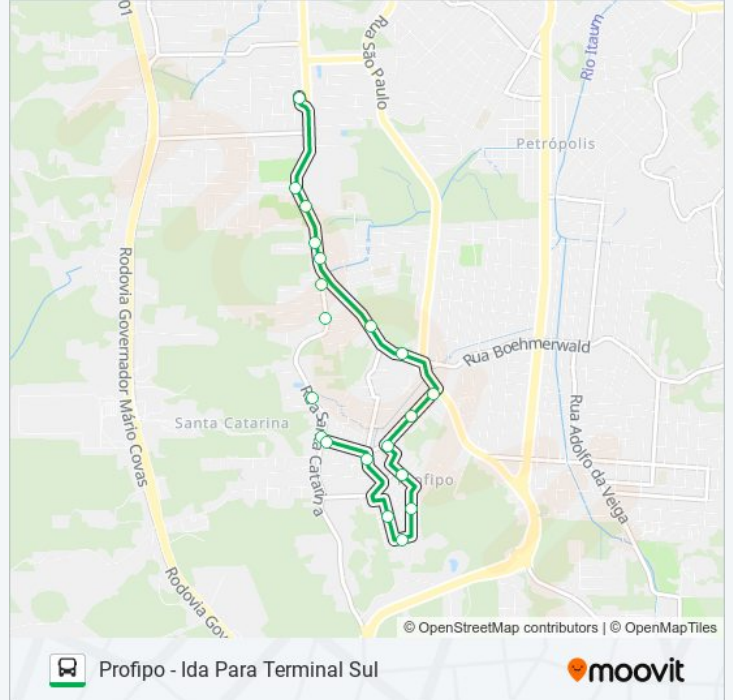 01
Rua São Paulo
Rio Itaum
Petrópolis
Rodovia Governador Mário Covas
Rua Boehmerwald
Rua Adolfo da Veiga
Santa Catarina
Rua Santa Catarina
Rodovia Gov
© OpenStreetMap contributors | © OpenMapTiles
Profipo - Ida Para Terminal Sul
moovit